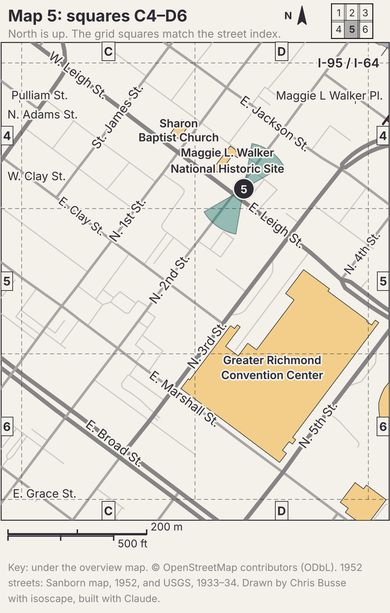 Map 5: squares C4–D6
North is up. The grid squares match the street index.
N
1 2 3
4 5 6
C
D
I-95 / I-64
W. Leigh St.
Pulliam St.
Maggie L Walker Pl.
N. Adams St.
St. James St.
E. Jackson St.
Sharon
Baptist Church
4
4
Maggie L. Walker
National Historic Site
W. Clay St.
5
E. Clay St.
N. 1st St.
E. Leigh St.
N. 4th St.
N. 2nd St.
5
5
N. 3rd St.
Greater Richmond
Convention Center
E. Marshall St.
6
6
E. Broad St.
N. 5th St.
E. Grace St.
C
D
200 m
500 ft
Key: under the overview map. © OpenStreetMap contributors (ODbL). 1952
streets: Sanborn map, 1952, and USGS, 1933–34. Drawn by Chris Busse
with isoscape, built with Claude.